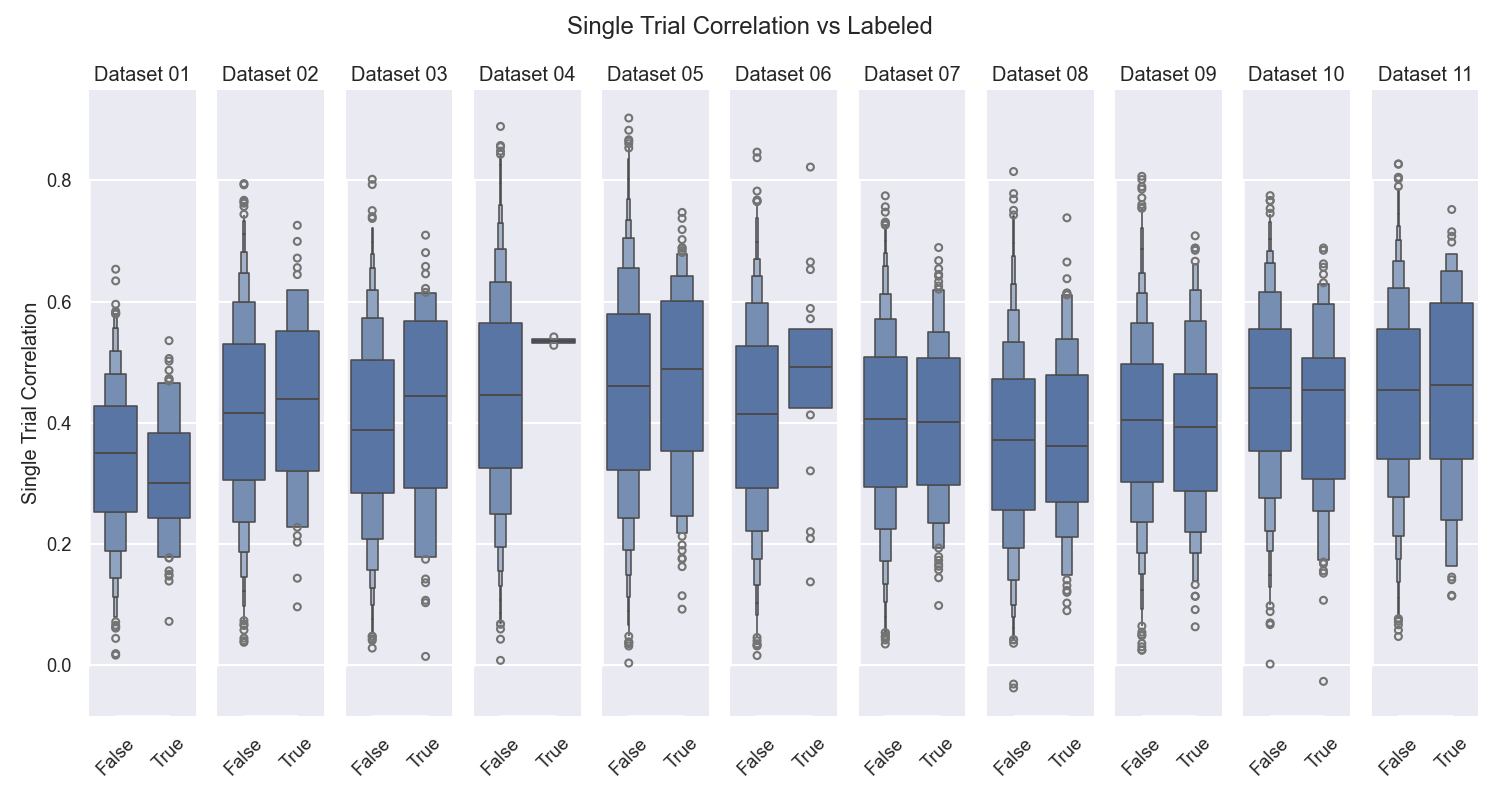 Single Trial Correlation vs Labeled
Dataset 01 Dataset 02 Dataset 03 Dataset 04 Dataset 05 Dataset 06 Dataset 07 Dataset 08 Dataset 09 Dataset 10 Dataset 11
Single Trial Correlation
0.8
0.6
0.4
0.2
0.0
False True False True False True False True False True False True False True False True False True False True False True